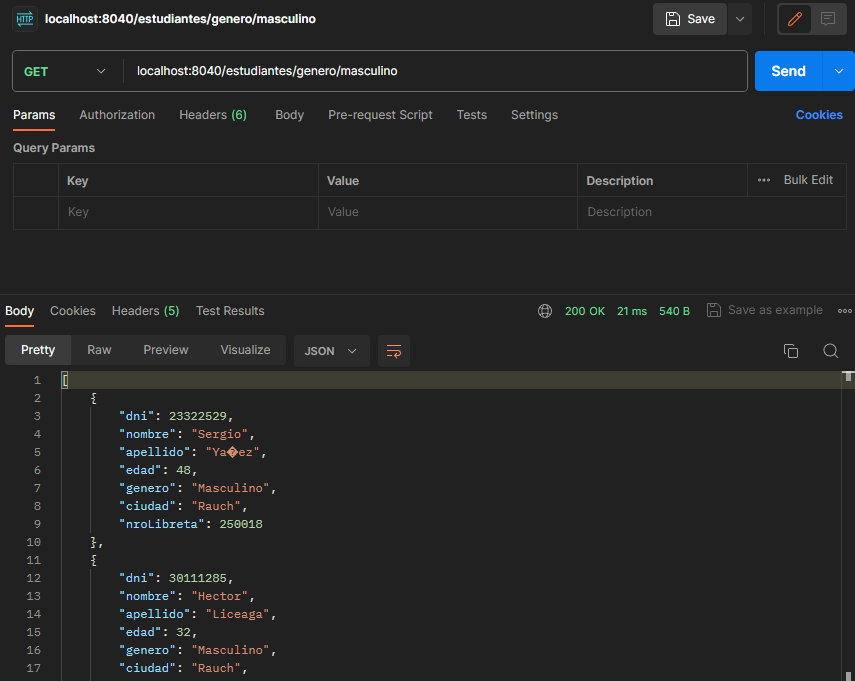 HTTP localhost:8040/estudiantes/genero/masculino Save
GET localhost:8040/estudiantes/genero/masculino Send
Params Authorization Headers (6) Body Pre-request Script Tests Settings Cookies
Query Params
Key Value Description ••• Bulk Edit
Key Value Description
Body Cookies Headers (5) Test Results 200 OK 21 ms 540 B Save as example
Pretty Raw Preview Visualize JSON
1 [
2 {
3 "dni": 23322529,
4 "nombre": "Sergio",
5 "apellido": "Ya�ez",
6 "edad": 48,
7 "genero": "Masculino",
8 "ciudad": "Rauch",
9 "nroLibreta": 250018
10 },
11 {
12 "dni": 30111285,
13 "nombre": "Hector",
14 "apellido": "Liceaga",
15 "edad": 32,
16 "genero": "Masculino",
17 "ciudad": "Rauch",